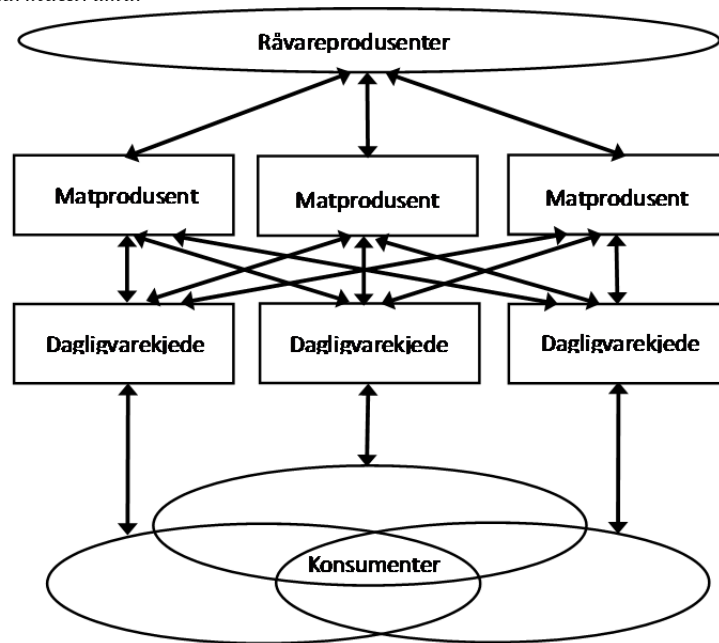 Råvareprodusenter
Matprodusent
Matprodusent
Matprodusent
Dagligvarekjede
Dagligvarekjede
Dagligvarekjede
Konsumenter